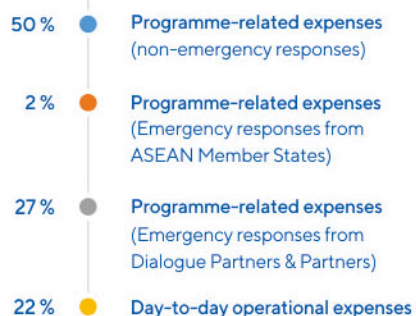 50 % Programme-related expenses
(non-emergency responses)
2 % Programme-related expenses
(Emergency responses from
ASEAN Member States)
27 % Programme-related expenses
(Emergency responses from
Dialogue Partners & Partners)
22 % Day-to-day operational expenses